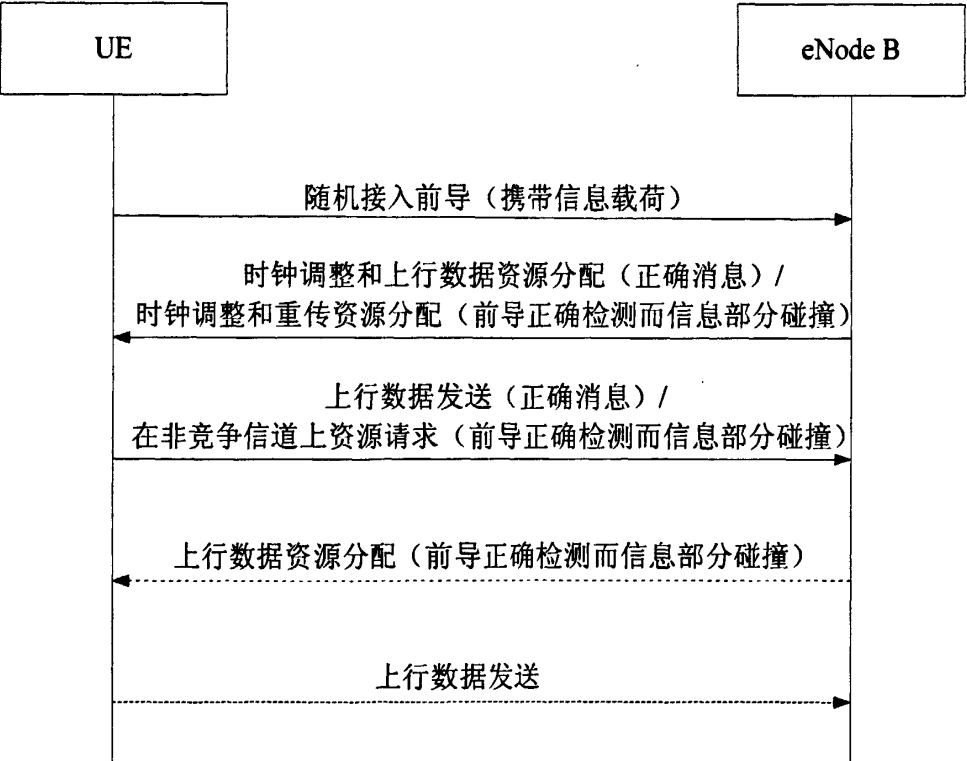 UE
eNode B
随机接入前导（携带信息载荷）
时钟调整和上行数据资源分配（正确消息）/
时钟调整和重传资源分配（前导正确检测而信息部分碰撞）
上行数据发送（正确消息）/
在非竞争信道上资源请求（前导正确检测而信息部分碰撞）
上行数据资源分配（前导正确检测而信息部分碰撞）
上行数据发送